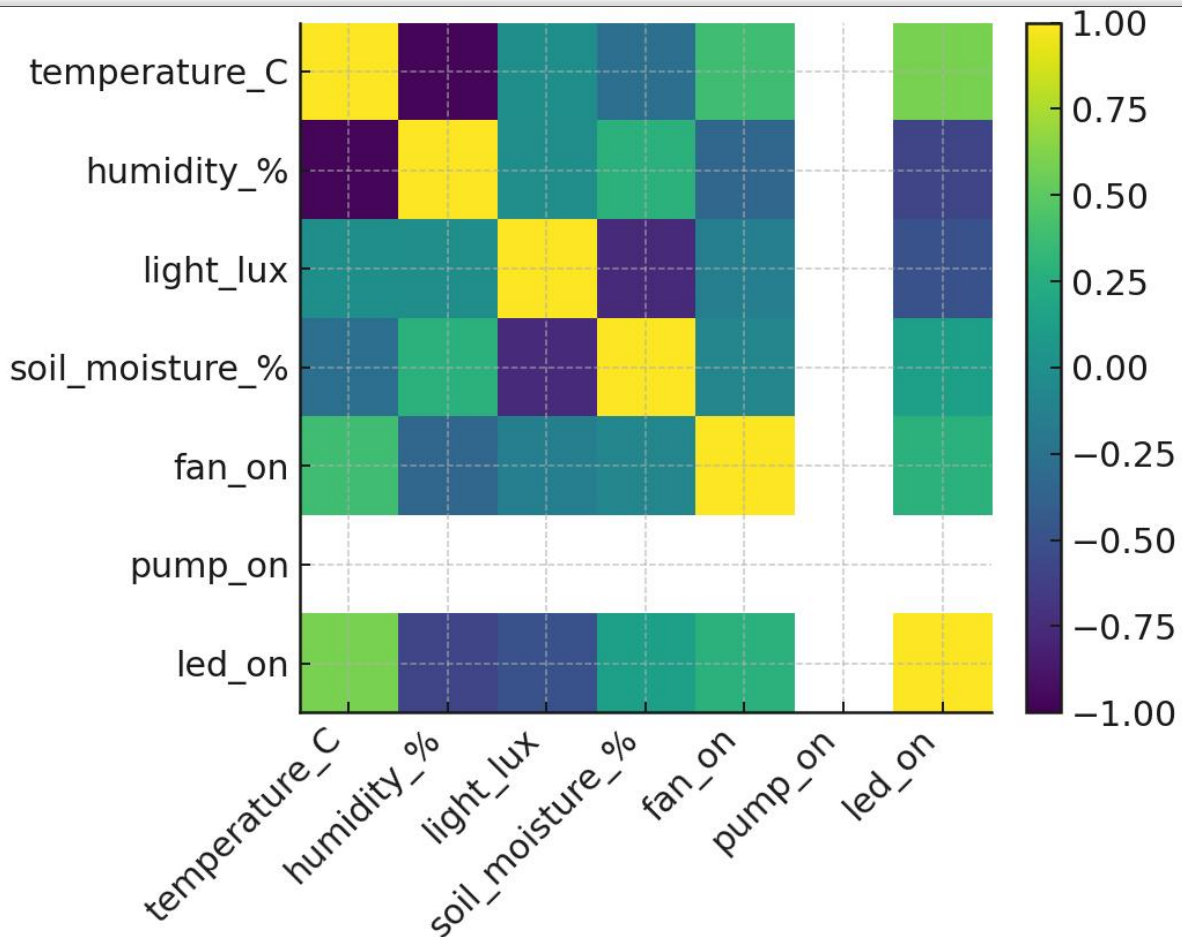 temperature_C
humidity_%
light_lux
soil_moisture_%
fan_on
pump_on
led_on
temperature_C
humidity_%
light_lux
soil_moisture_%
fan_on
pump_on
led_on
1.00
0.75
0.50
0.25
0.00
−0.25
−0.50
−0.75
−1.00